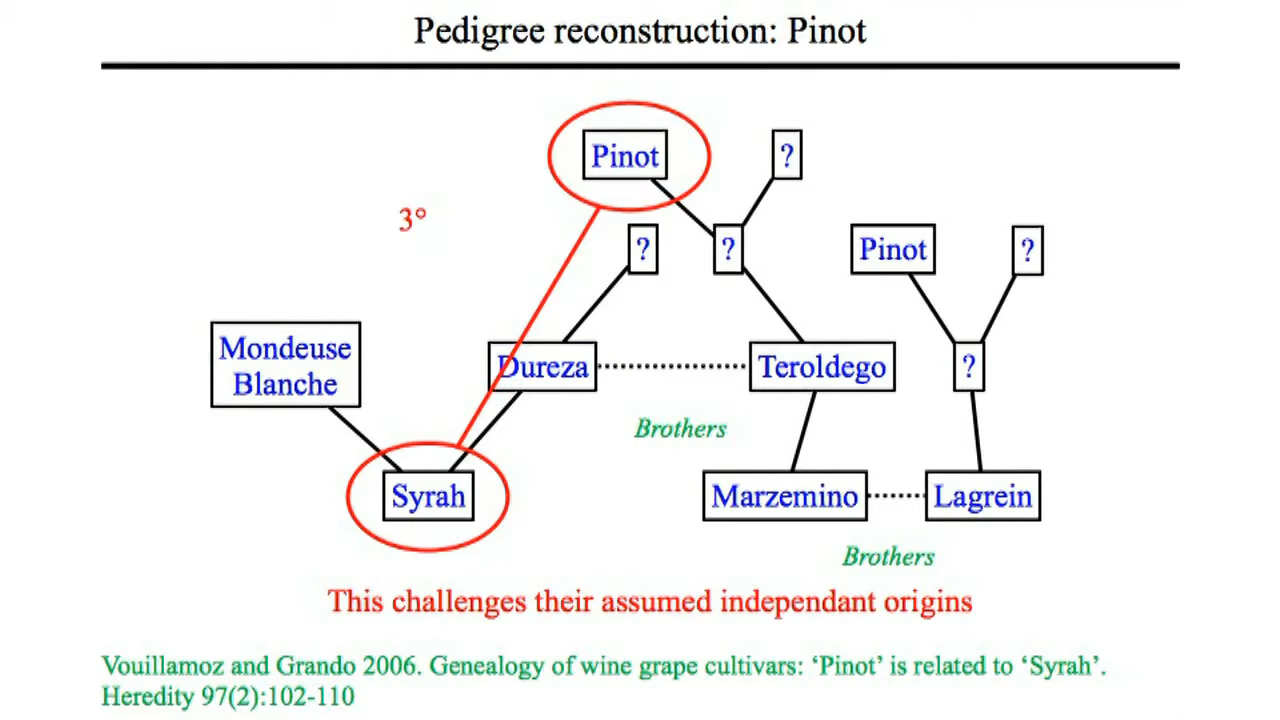 Pedigree reconstruction: Pinot
Pinot
?
3°
?
?
Pinot
?
Mondeuse
Blanche
Dureza
Teroldego
?
Brothers
Syrah
Marzemino
Lagrein
Brothers
This challenges their assumed independant origins
Vouillamoz and Grando 2006. Genealogy of wine grape cultivars: ‘Pinot’ is related to ‘Syrah’.
Heredity 97(2):102-110